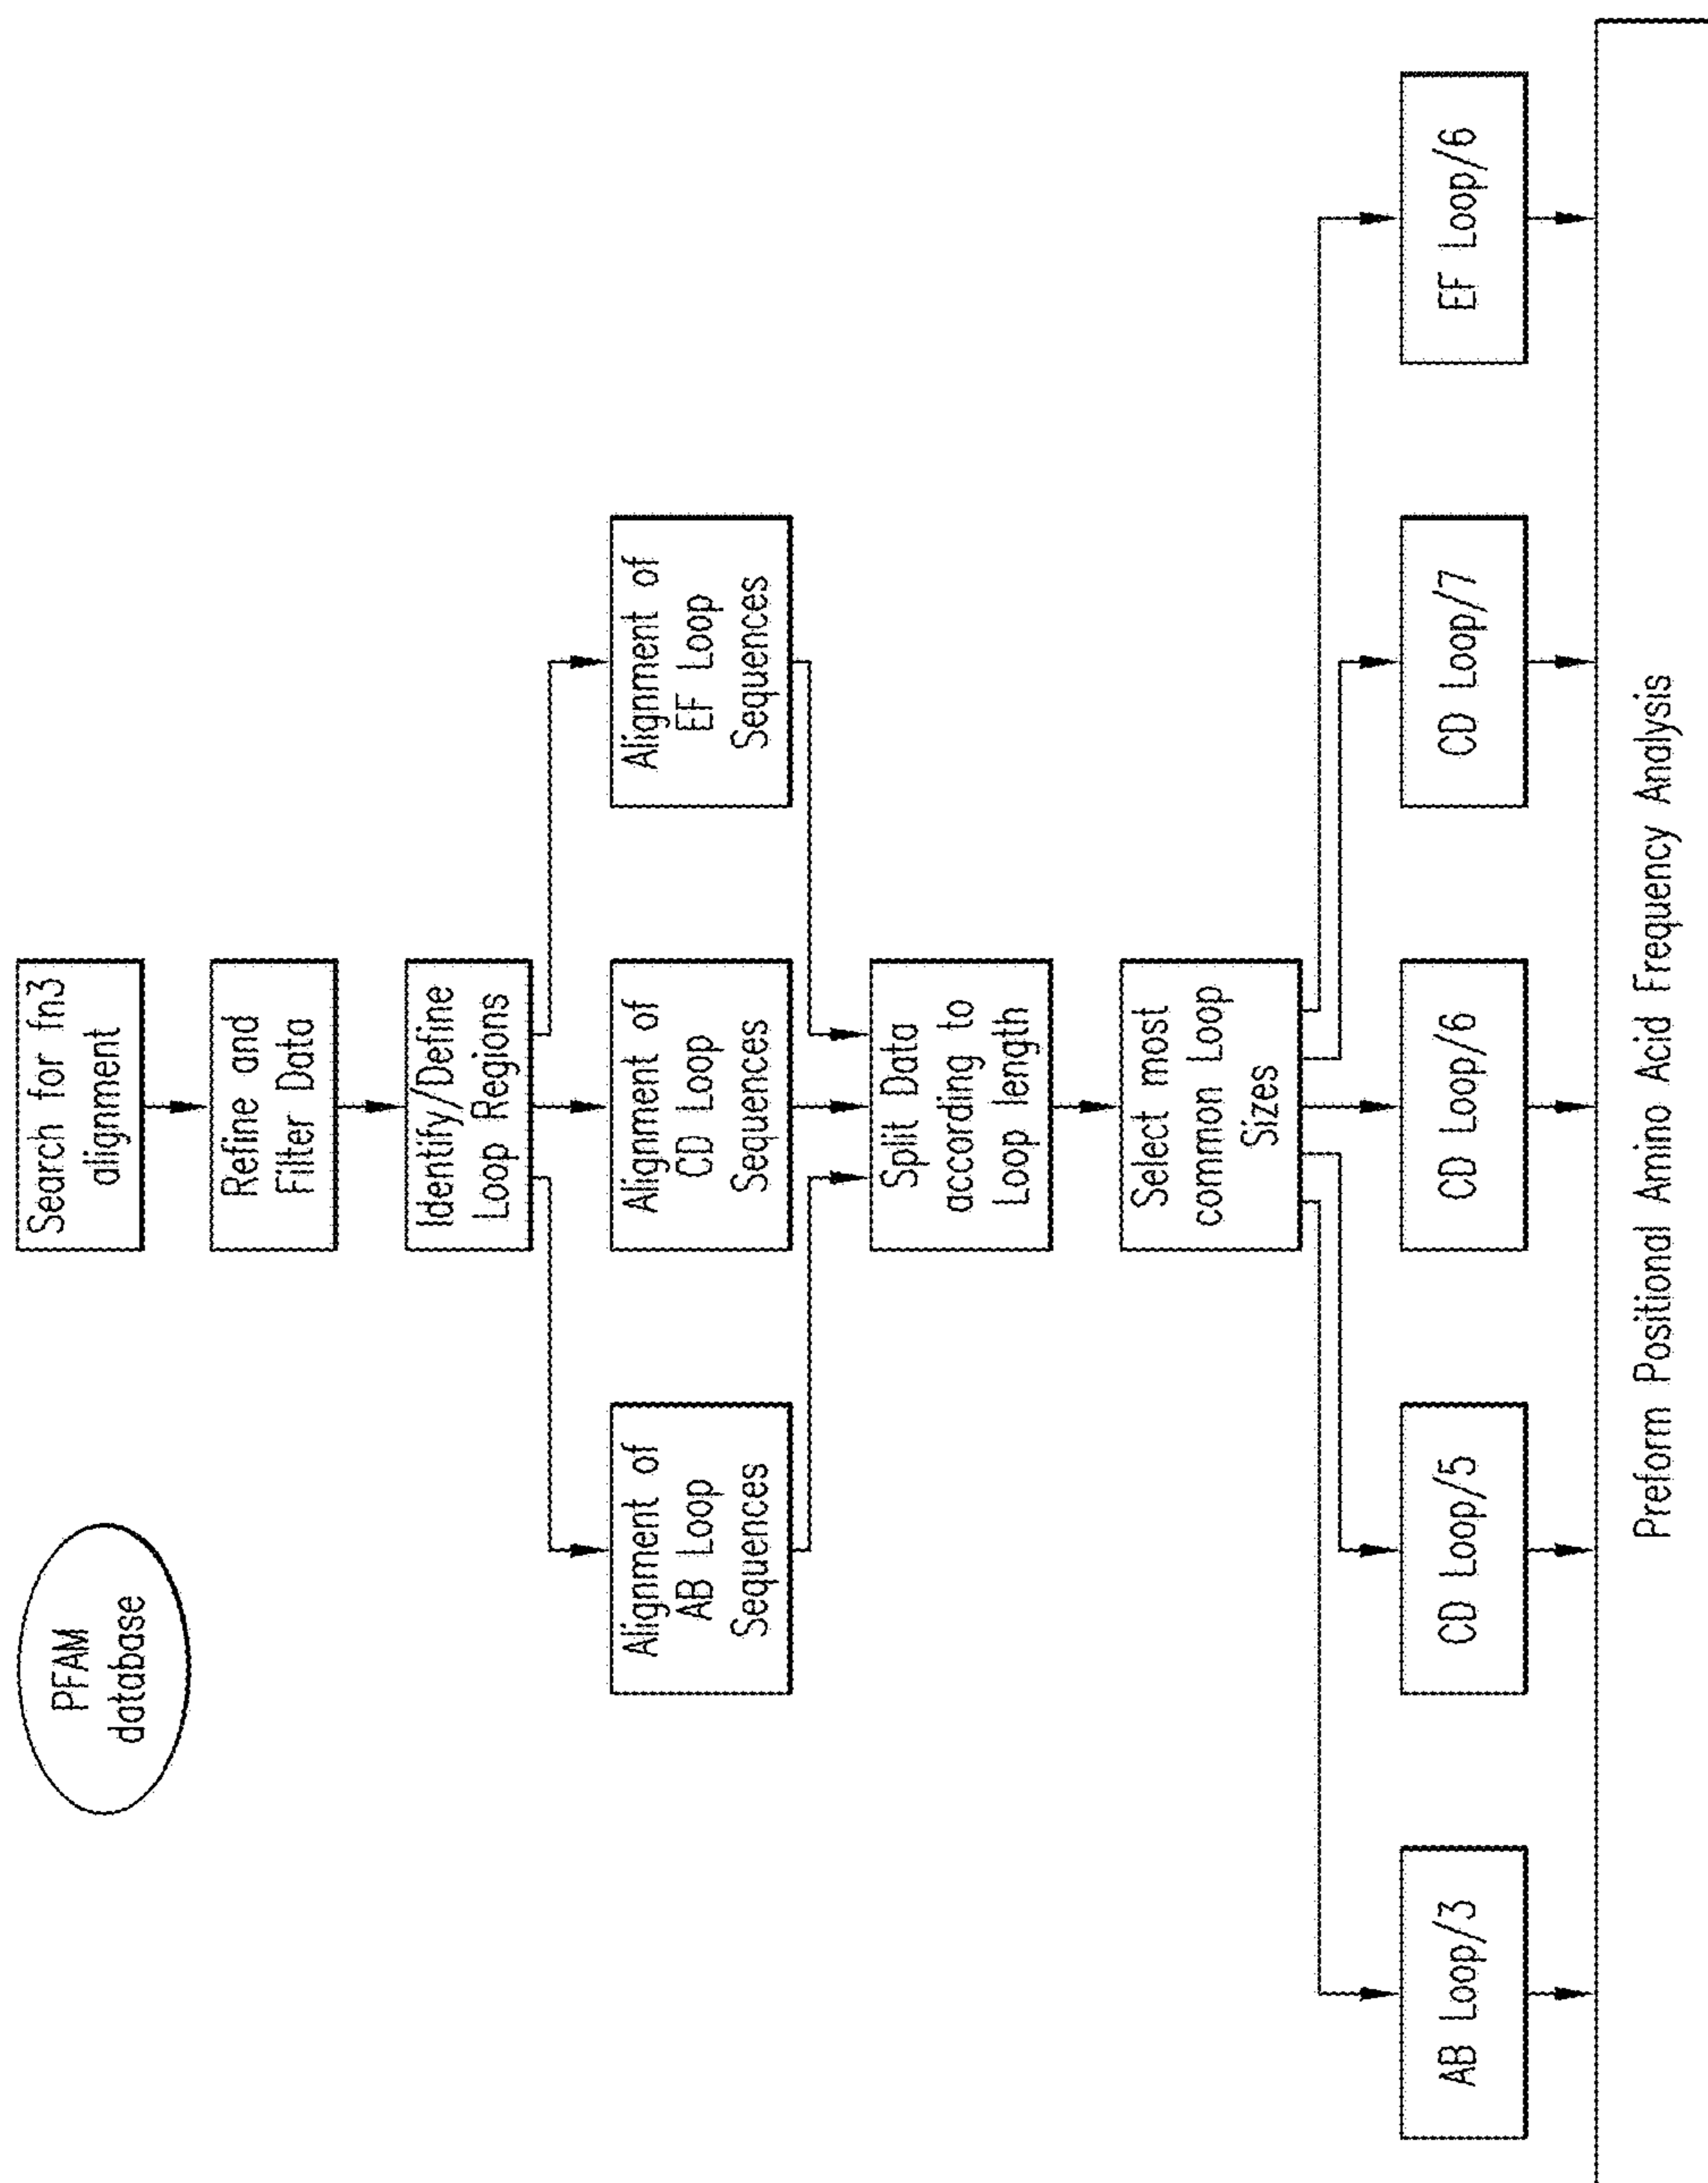 PFAM
database
Search for fn3
alignment
Refine and
Filter Data
Identify/Define
Loop Regions
Alignment of
AB Loop
Sequences
Alignment of
CD Loop
Sequences
Alignment of
EF Loop
Sequences
Split Data
according to
Loop length
Select most
common Loop
Sizes
AB Loop/3
CD Loop/5
CD Loop/6
CD Loop/7
EF Loop/6
Preform Positional Amino Acid Frequency Analysis